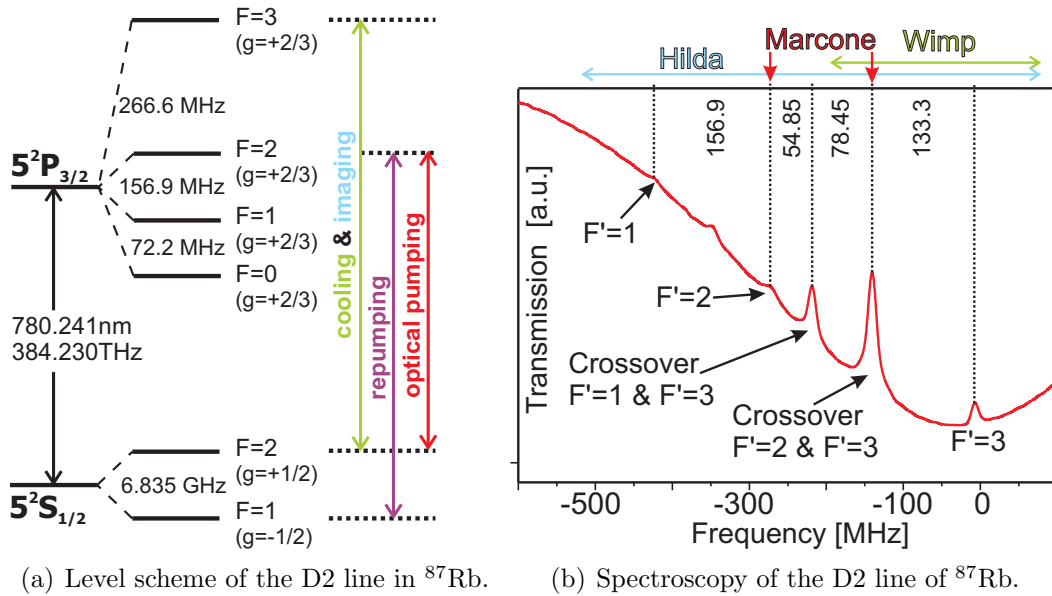 F=3
(g=+2/3)
266.6 MHz
F=2
(g=+2/3)
5²P₃/₂
156.9 MHz
F=1
(g=+2/3)
72.2 MHz
F=0
(g=+2/3)
780.241nm
384.230THz
cooling & imaging
repumping
optical pumping
F=2
(g=+1/2)
6.835 GHz
5²S₁/₂
F=1
(g=-1/2)
(a) Level scheme of the D2 line in ⁸⁷Rb.
Marcone
Hilda
Wimp
156.9
54.85
78.45
133.3
F'=1
F'=2
Crossover
F'=1 & F'=3
Crossover
F'=2 & F'=3
F'=3
Transmission [a.u.]
-500
-300
-100
0
Frequency [MHz]
(b) Spectroscopy of the D2 line of ⁸⁷Rb.